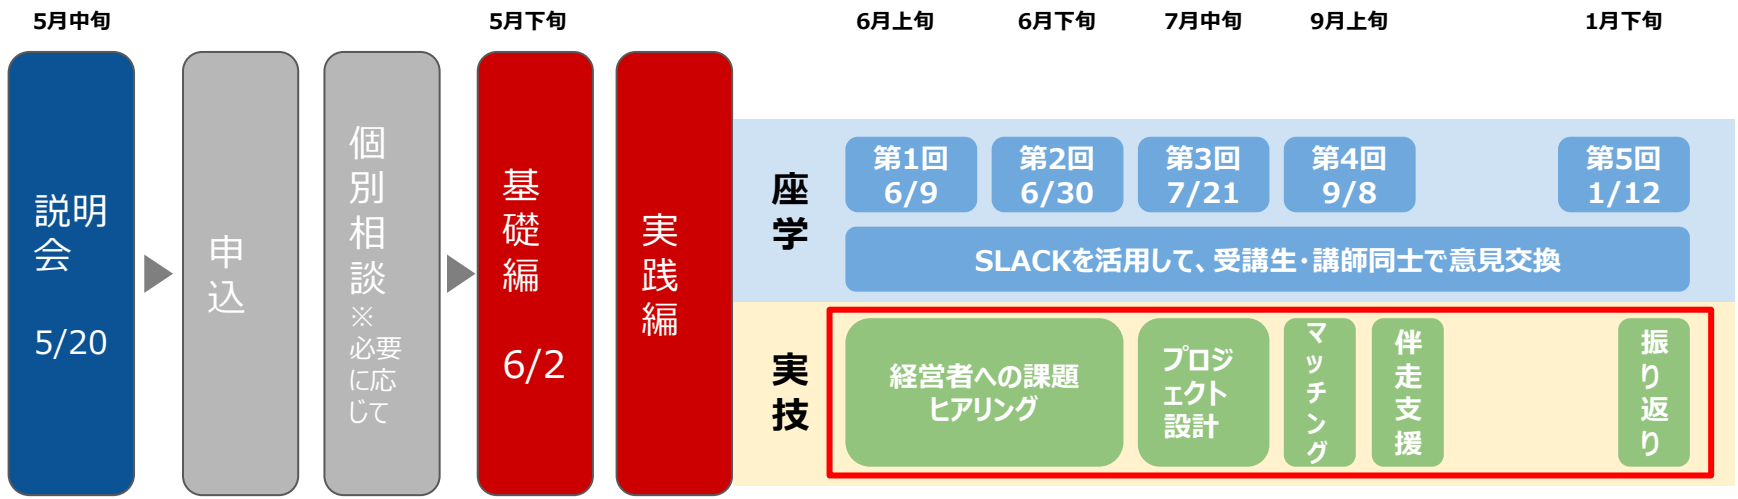 5月中旬
5月下旬
6月上旬
6月下旬
7月中旬
9月上旬
1月下旬
説明
会
5/20
申
込
個
別
相
談
※
必要
に応
じて
基
礎
編
6/2
実
践
編
座
学
第1回
6/9
第2回
6/30
第3回
7/21
第4回
9/8
第5回
1/12
SLACKを活用して、受講生・講師同士で意見交換
実
技
経営者への課題
ヒアリング
プロジ
ェクト
設計
マ
ッ
チ
ン
グ
伴
走
支
援
振
り
返
り